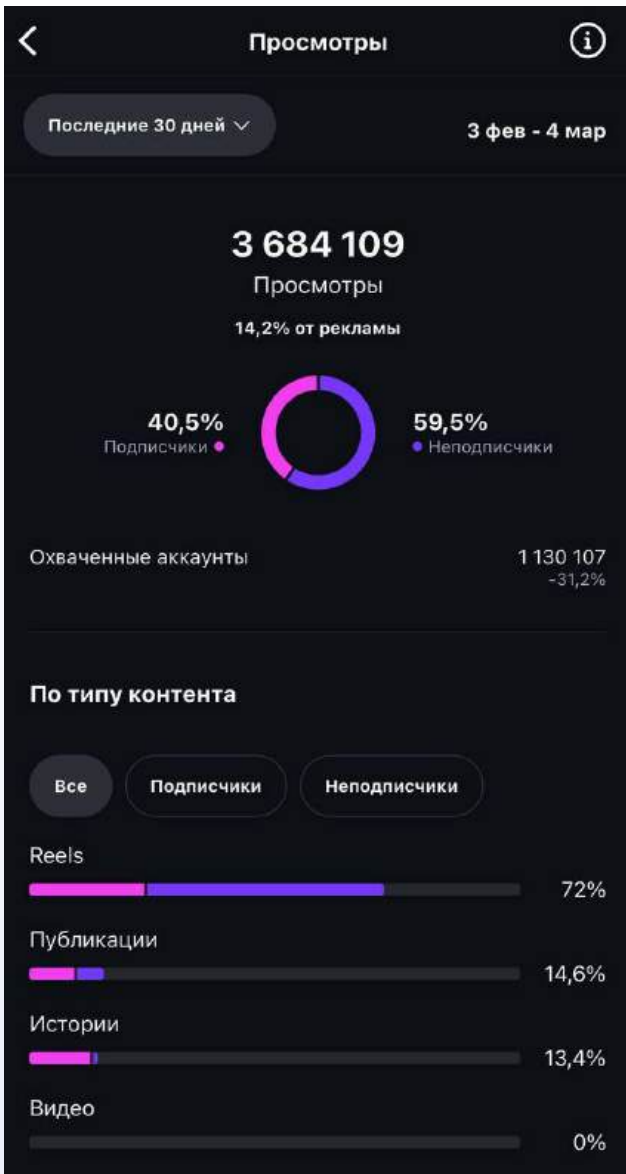 Просмотры
Последние 30 дней
3 фев - 4 мар
3 684 109
Просмотры
14,2% от рекламы
40,5%
Подписчики
59,5%
Неподписчики
Охваченные аккаунты
1 130 107
-31,2%
По типу контента
Все
Подписчики
Неподписчики
Reels
72%
Публикации
14,6%
Истории
13,4%
Видео
0%